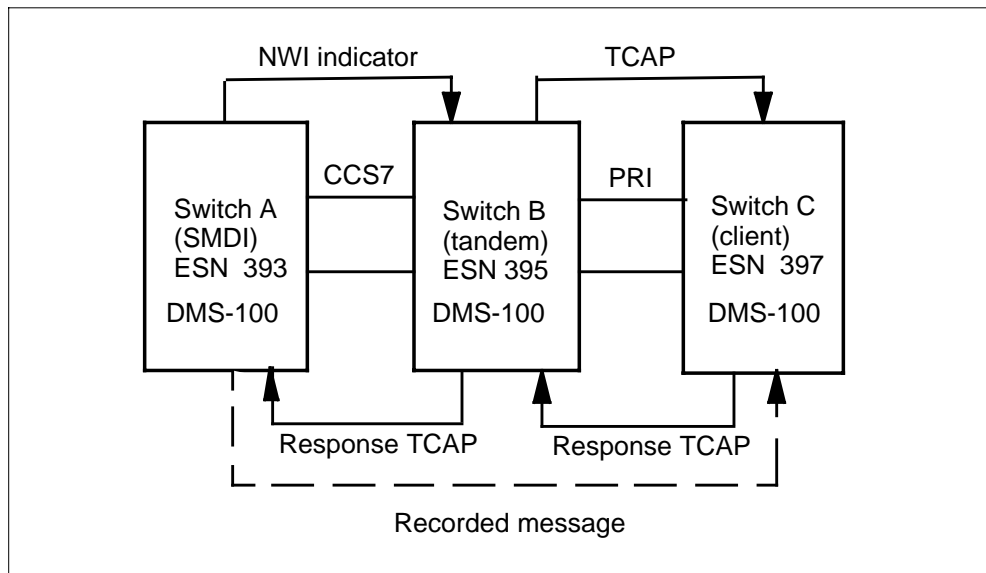 NWI indicator
TCAP
CCS7
PRI
Switch A
(SMDI)
ESN 393
DMS-100
Switch B
(tandem)
ESN 395
DMS-100
Switch C
(client)
ESN 397
DMS-100
Response TCAP
Response TCAP
Recorded message